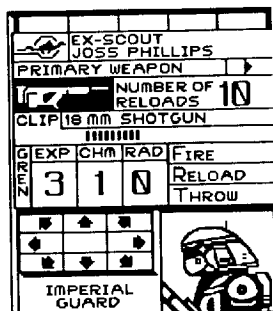 EX-SCOUT
JOSS PHILLIPS
PRIMARY WEAPON
NUMBER OF
RELOADS 10
CLIP 18 MM SHOTGUN
GREEN
EXP CHM RAD
3 1 0
FIRE
RELOAD
THROW
IMPERIAL
GUARD